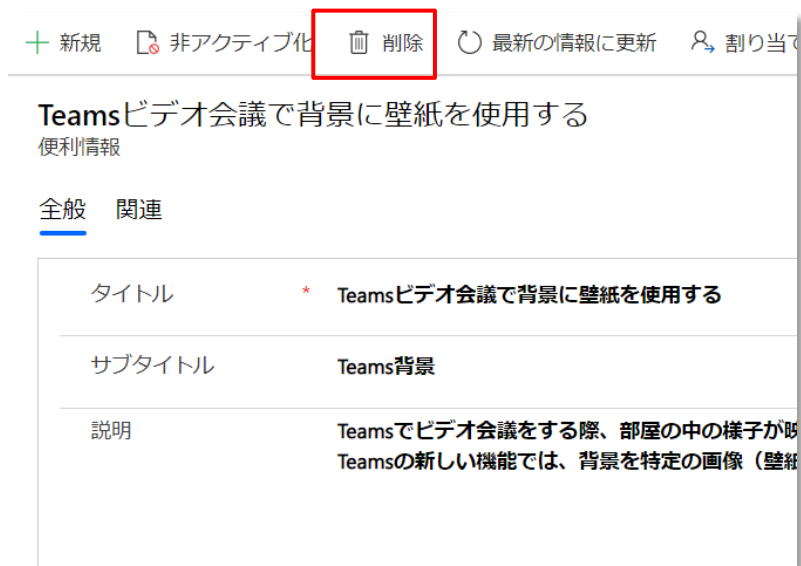 新規 非アクティブ化 削除 最新の情報に更新 割り当て
Teamsビデオ会議で背景に壁紙を使用する
便利情報
全般 関連
タイトル * Teamsビデオ会議で背景に壁紙を使用する
サブタイトル Teams背景
説明 Teamsでビデオ会議をする際、部屋の中の様子が映
Teamsの新しい機能では、背景を特定の画像（壁紙